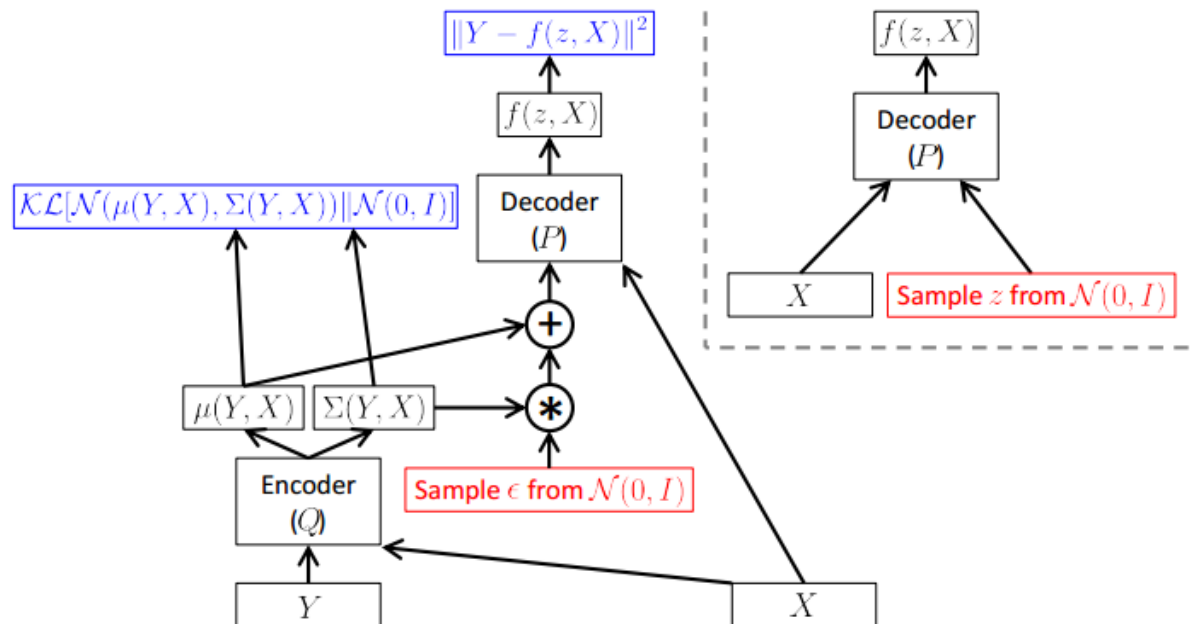 ‖Y − f(z, X)‖²
f(z, X)
Decoder
(P)
𝒦ℒ[𝒩(μ(Y, X), Σ(Y, X))‖𝒩(0, I)]
+
μ(Y, X)
Σ(Y, X)
*
Sample ϵ from 𝒩(0, I)
Encoder
(Q)
Y
X
f(z, X)
Decoder
(P)
X
Sample z from 𝒩(0, I)